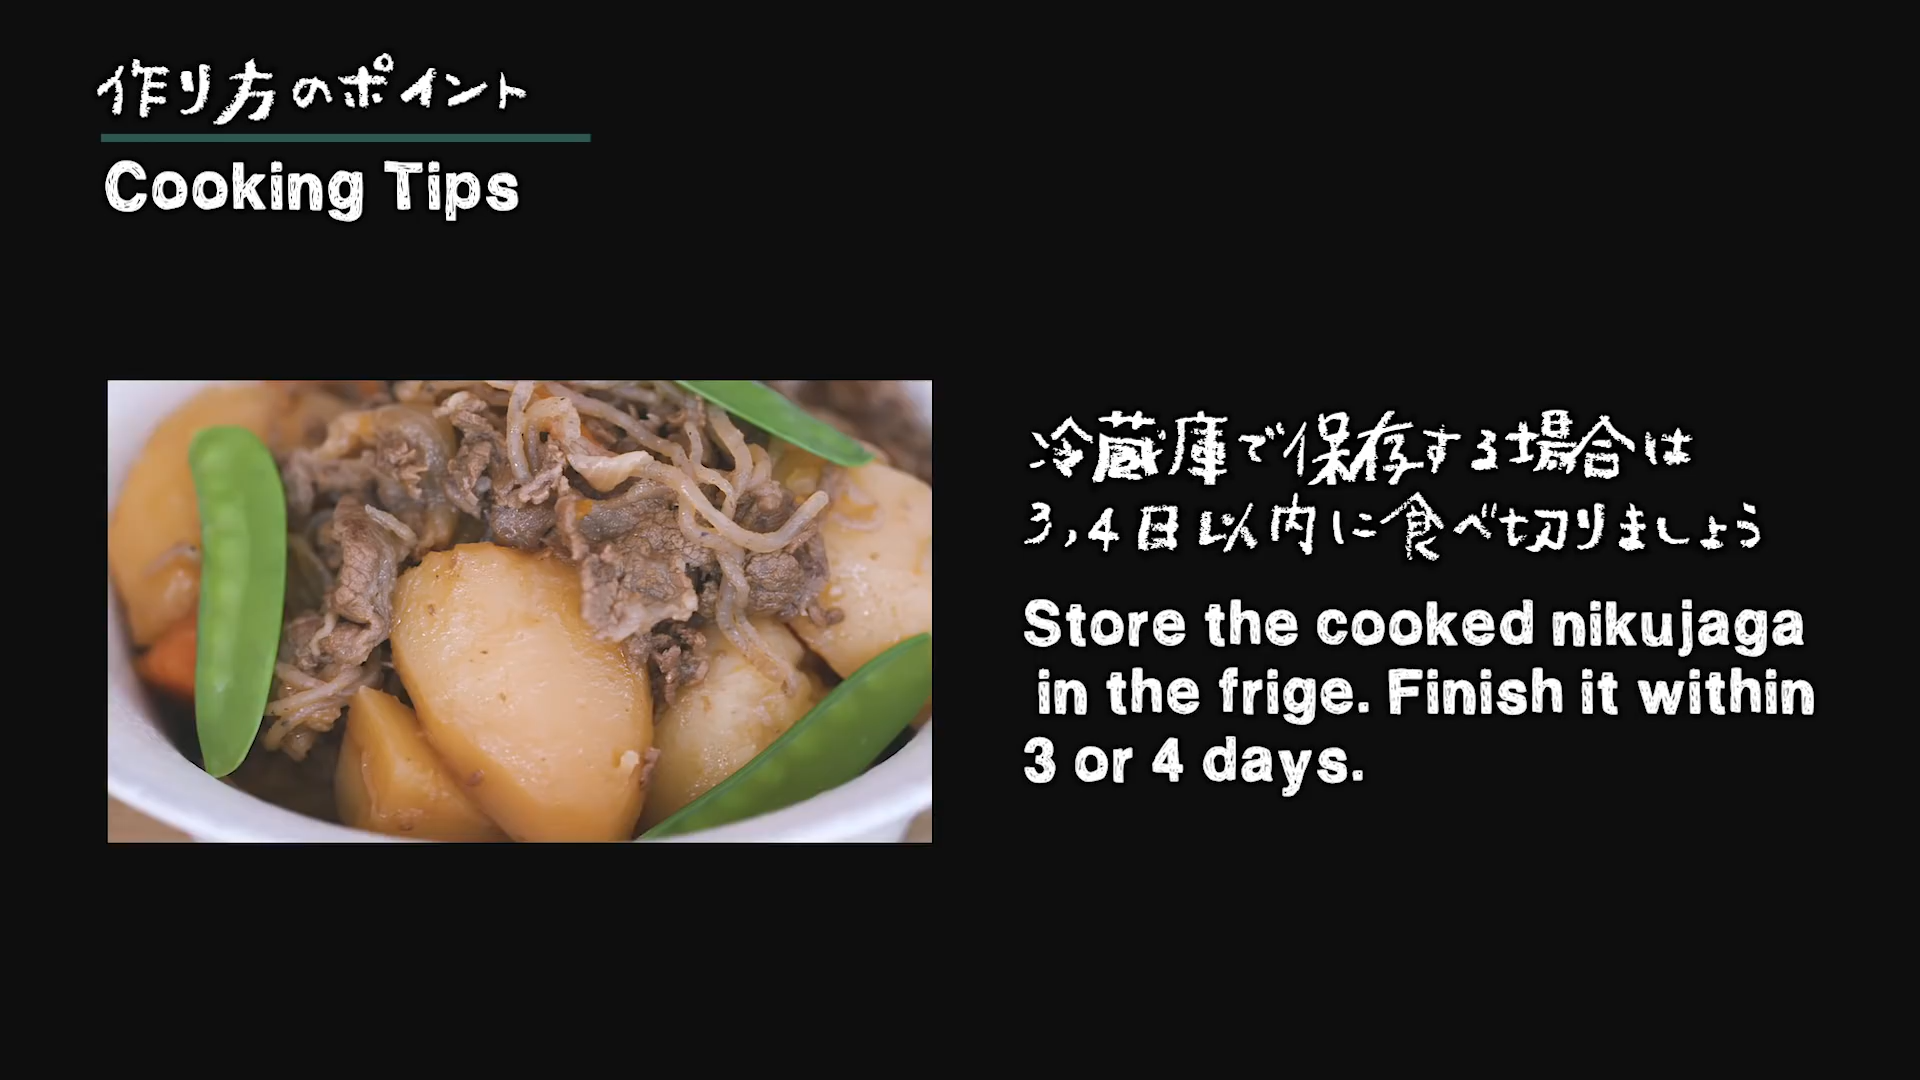 作り方のポイント
Cooking Tips
冷蔵庫で保存する場合は
3,4日以内に食べ切りましょう
Store the cooked nikujaga
in the frige. Finish it within
3 or 4 days.